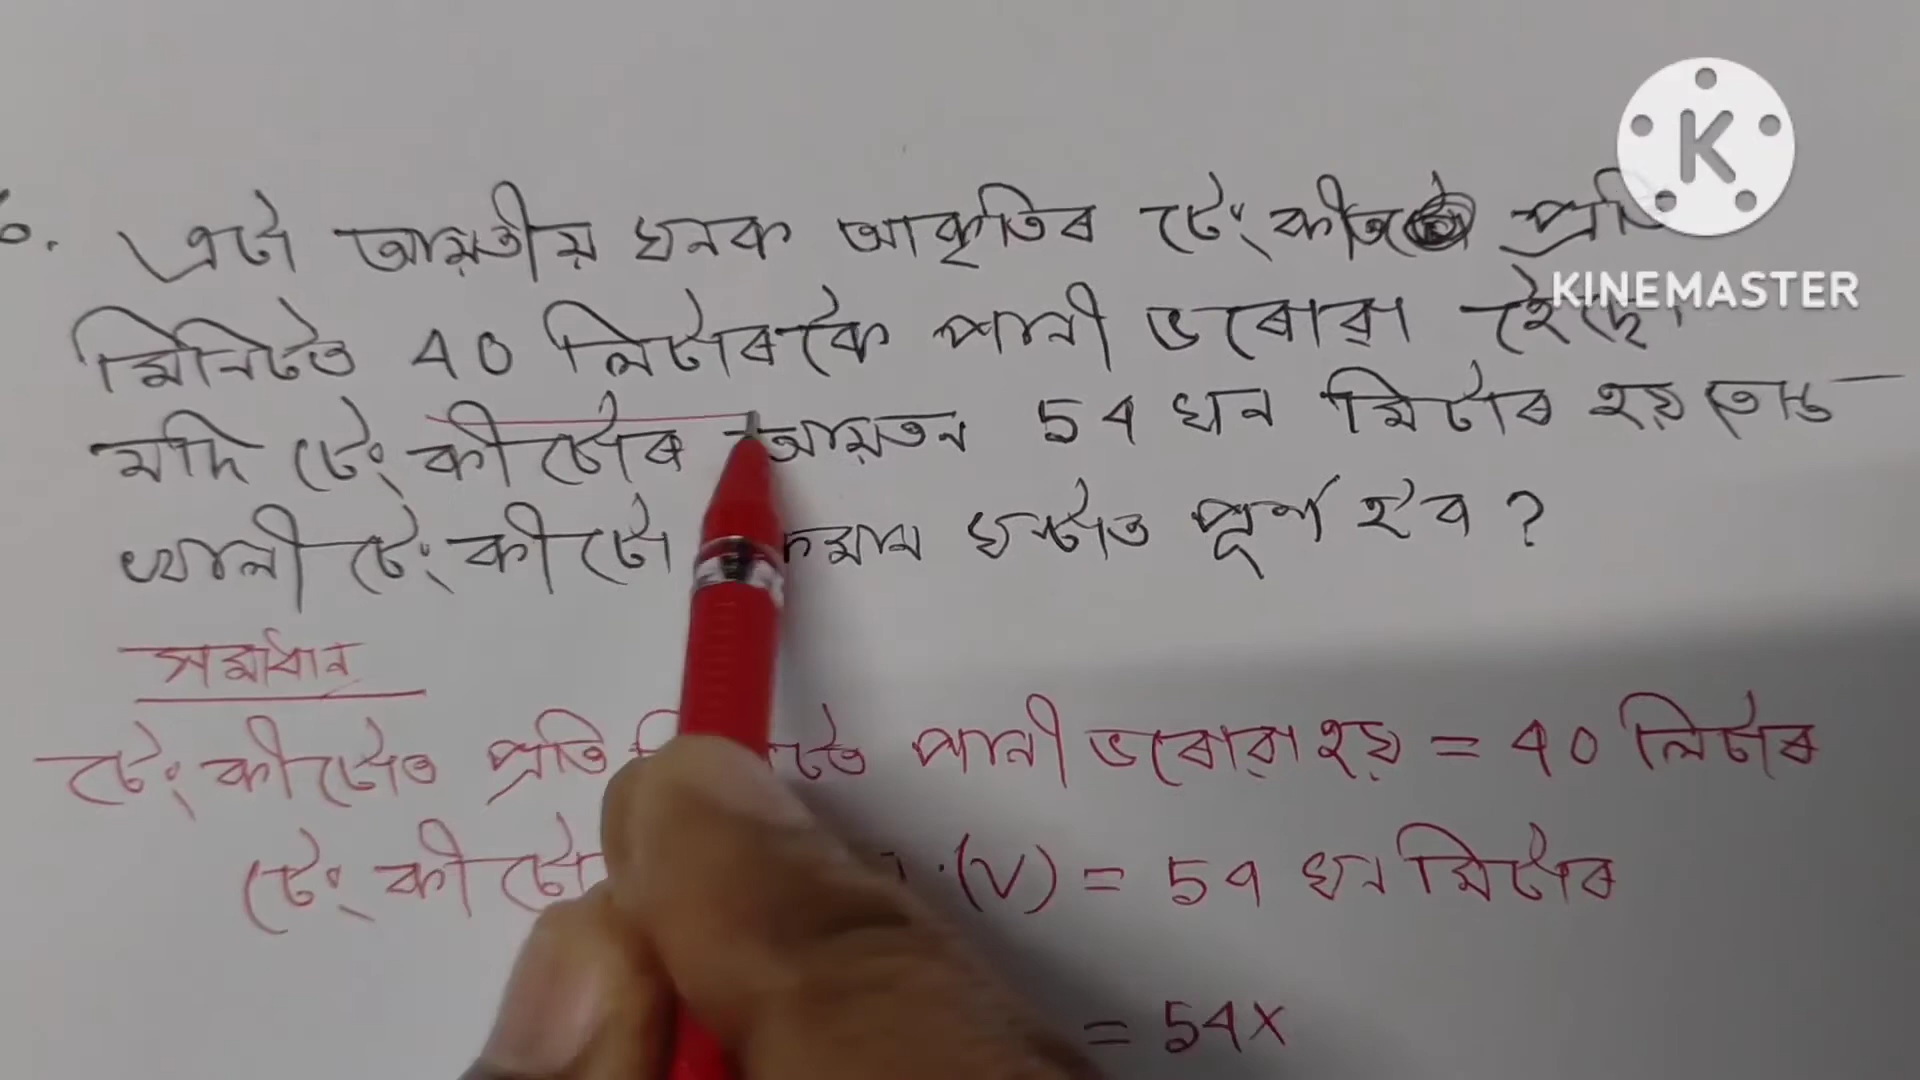 6. এটা আয়তীয় ঘনক আকৃতিৰ টেংকীত প্ৰতি
মিনিটত 40 লিটাৰকৈ পানী ভৰোৱা হৈছে।
যদি টেংকীটোৰ আয়তন 54 ঘন মিটাৰ হয় তেন্তে
খালী টেংকীটো কিমান ঘণ্টাত পূৰ্ণ হ'ব ?
সমাধান
টেংকীটোত প্ৰতি পানী ভৰোৱা হয় = 40 লিটাৰ
টেংকীটো (V) = 54 ঘন মিটাৰ
= 54×
K
KINEMASTER